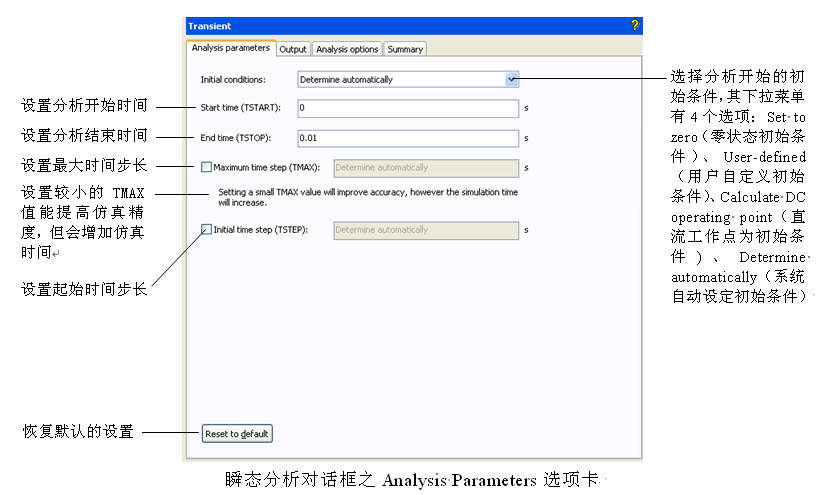 Transient
?
Analysis parameters Output Analysis options Summary
Initial conditions: Determine automatically
Start time (TSTART): 0 s
End time (TSTOP): 0.01 s
Maximum time step (TMAX): Determine automatically s
Setting a small TMAX value will improve accuracy, however the simulation time
will increase.
Initial time step (TSTEP): Determine automatically s
Reset to default
设置分析开始时间
设置分析结束时间
设置最大时间步长
设置较小的 TMAX
值能提高仿真精
度，但会增加仿真
时间
设置起始时间步长
恢复默认的设置
选择分析开始的初
始条件，其下拉菜单
有 4 个选项：Set to
zero（零状态初始条
件）、User-defined
（用户自定义初始
条件）、Calculate DC
operating point（直
流工作点为初始条
件）、Determine
automatically（系统
自动设定初始条件）
瞬态分析对话框之 Analysis Parameters 选项卡